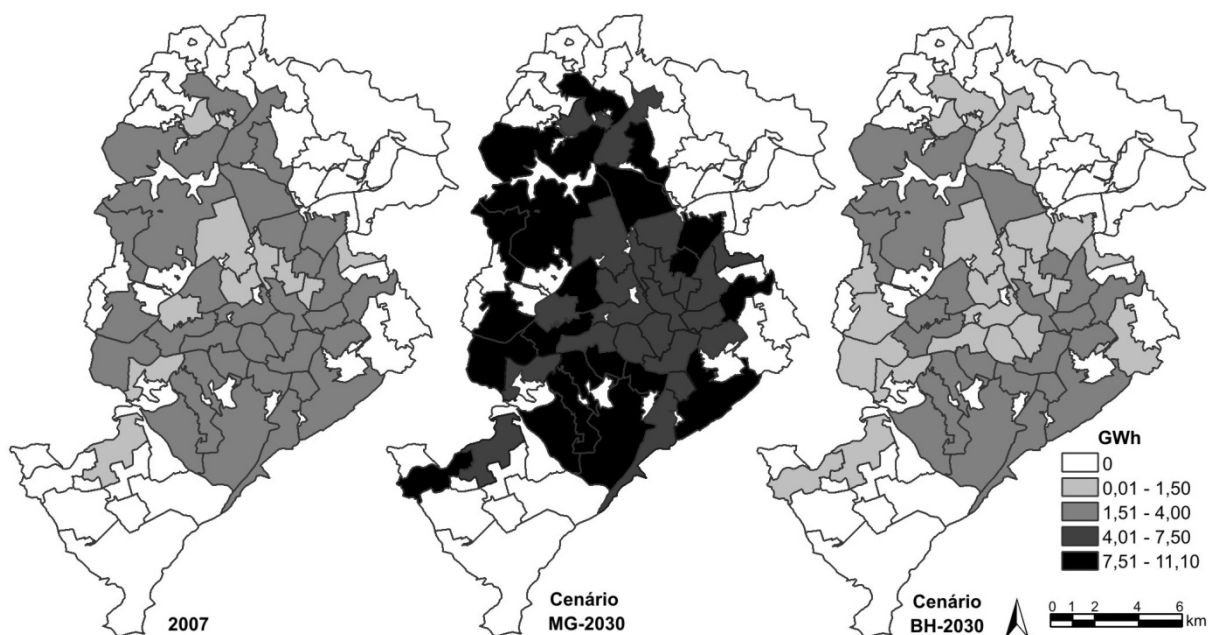 2007
Cenário
MG-2030
Cenário
BH-2030
GWh
0
0,01 - 1,50
1,51 - 4,00
4,01 - 7,50
7,51 - 11,10
0 1 2 4 6
km